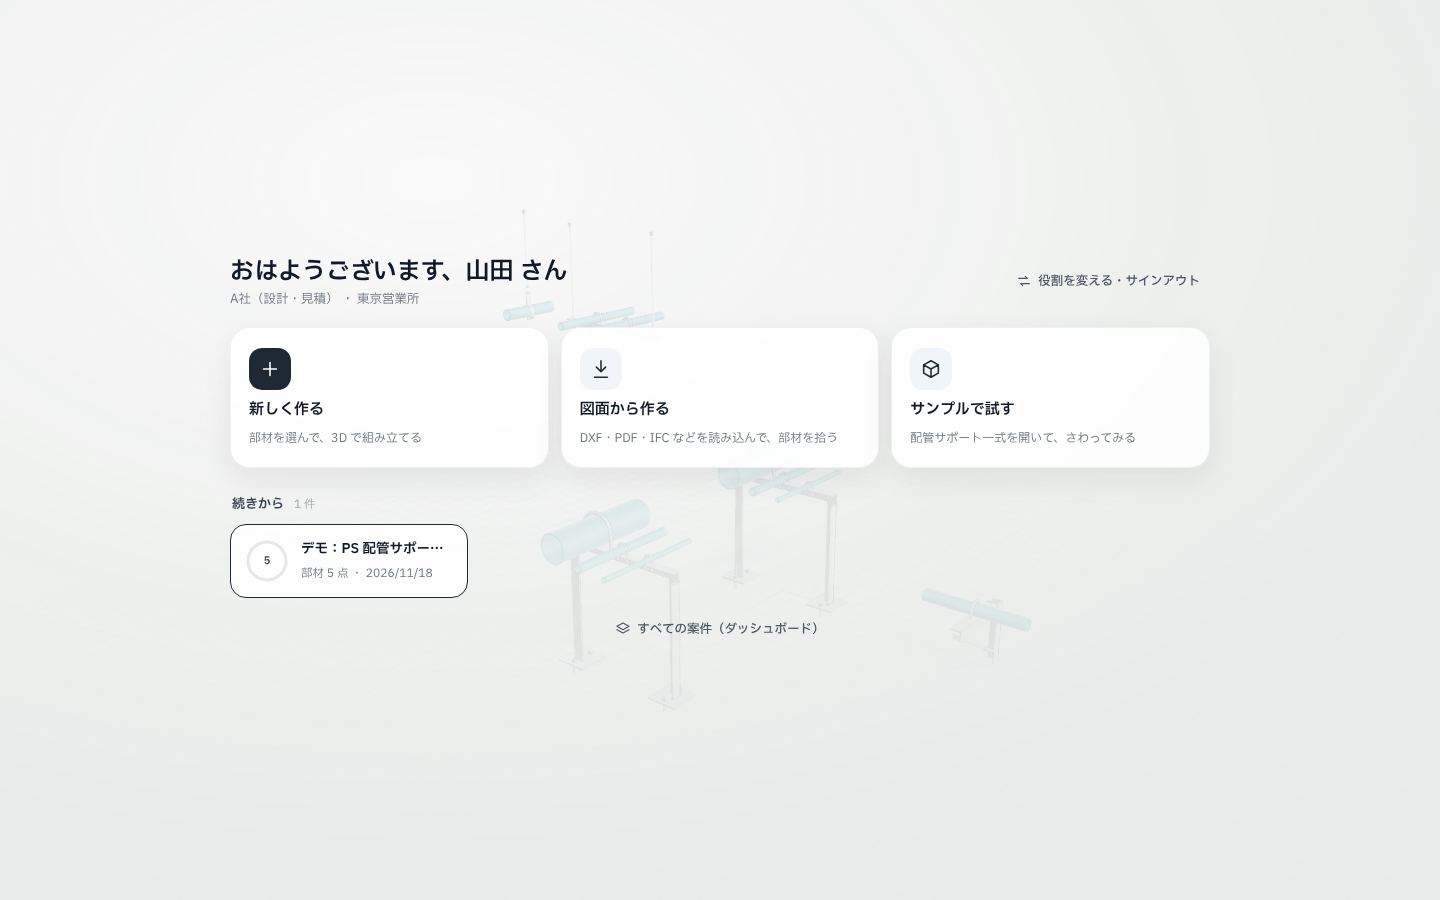 おはようございます、山田 さん
A社（設計・見積） ・ 東京営業所
役割を変える・サインアウト
新しく作る
部材を選んで、3D で組み立てる
図面から作る
DXF・PDF・IFC などを読み込んで、部材を拾う
サンプルで試す
配管サポート一式を開いて、さわってみる
続きから 1 件
5
デモ：PS 配管サポー…
部材 5 点 ・ 2026/11/18
すべての案件（ダッシュボード）